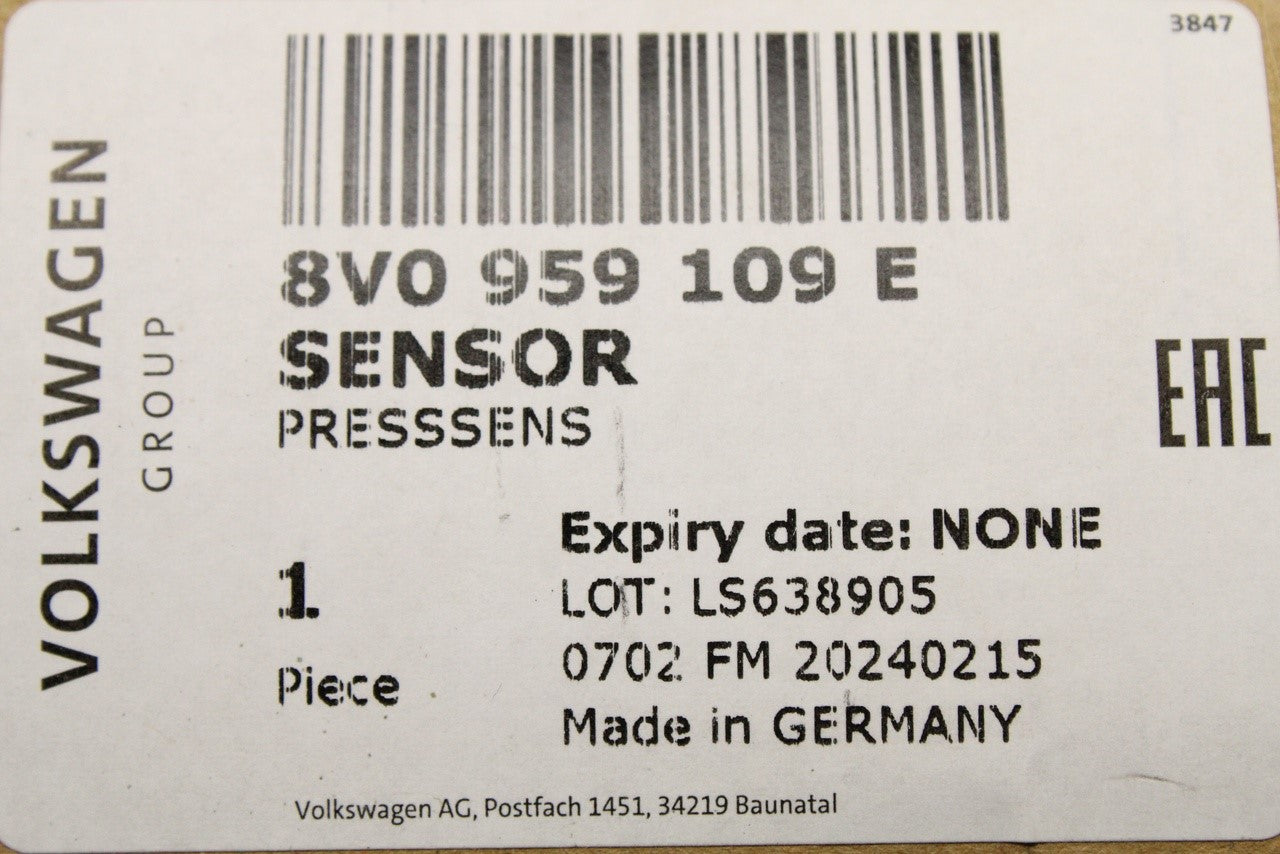 3847
VOLKSWAGEN
GROUP
8V0 959 109 E
SENSOR
PRESSSENS
EAC
Expiry date: NONE
LOT: LS638905
1
0702 FM 20240215
Piece
Made in GERMANY
Volkswagen AG, Postfach 1451, 34219 Baunatal